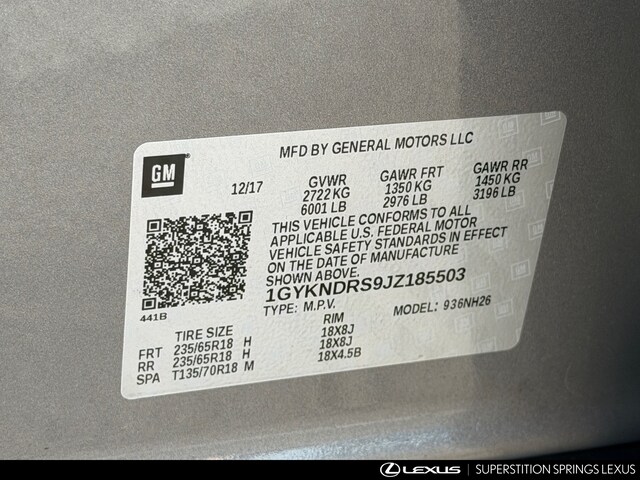 MFD BY GENERAL MOTORS LLC
GM
12/17 GVWR GAWR FRT GAWR RR
2722 KG 1350 KG 1450 KG
6001 LB 2976 LB 3196 LB
THIS VEHICLE CONFORMS TO ALL
APPLICABLE U.S. FEDERAL MOTOR
VEHICLE SAFETY STANDARDS IN EFFECT
ON THE DATE OF MANUFACTURE
SHOWN ABOVE.
1GYKNDRS9JZ185503
441B
TYPE: M.P.V. MODEL: 936NH26
TIRE SIZE RIM
FRT 235/65R18 H 18X8J
RR 235/65R18 H 18X8J
SPA T135/70R18 M 18X4.5B
LEXUS | SUPERSTITION SPRINGS LEXUS